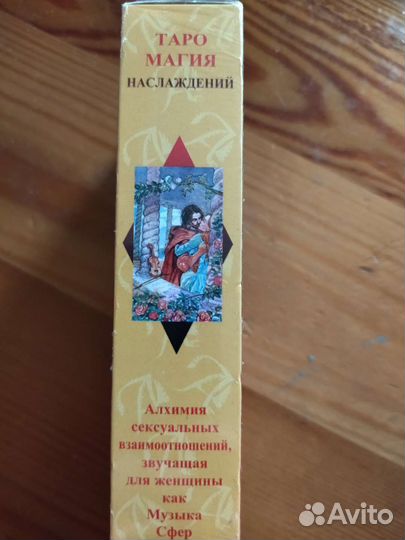 ТАРО
МАГИЯ
НАСЛАЖДЕНИЙ
Алхимия
сексуальных
взаимоотношений,
звучащая
для женщины
как
Музыка
Сфер
Avito